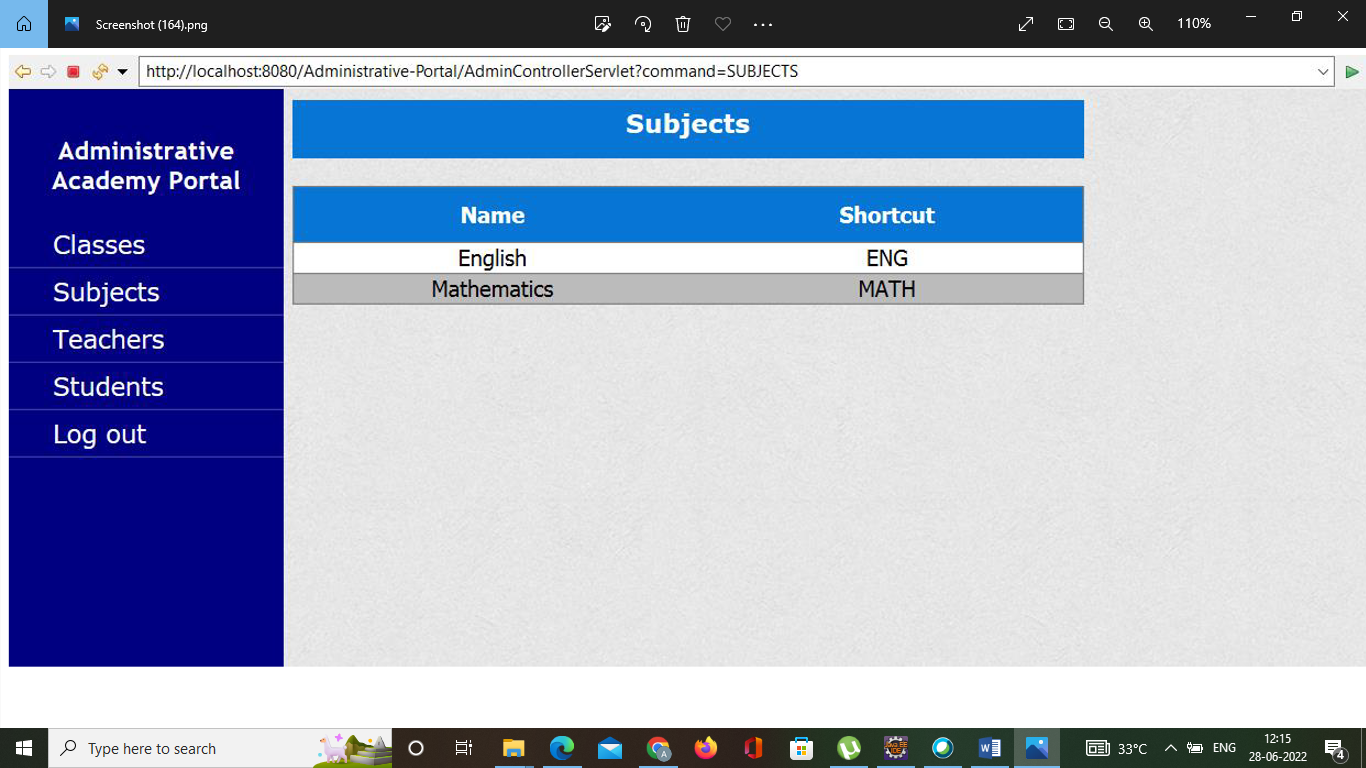 Screenshot (164).png
110%
http://localhost:8080/Administrative-Portal/AdminControllerServlet?command=SUBJECTS
Administrative
Academy Portal
Classes
Subjects
Teachers
Students
Log out
Subjects
Name Shortcut
English ENG
Mathematics MATH
Type here to search
33°C
ENG
12:15
28-06-2022
4